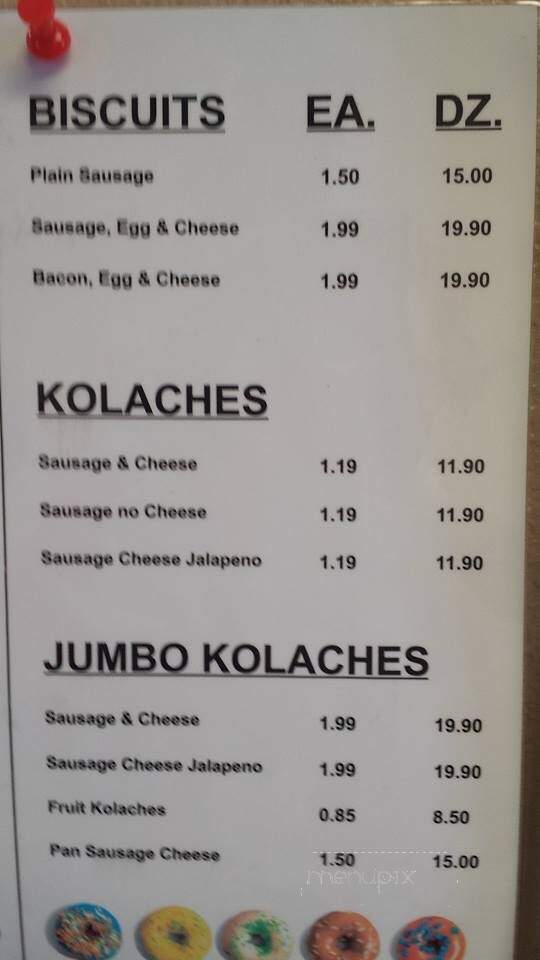 BISCUITS EA. DZ.
Plain Sausage 1.50 15.00
Sausage, Egg & Cheese 1.99 19.90
Bacon, Egg & Cheese 1.99 19.90
KOLACHES
Sausage & Cheese 1.19 11.90
Sausage no Cheese 1.19 11.90
Sausage Cheese Jalapeno 1.19 11.90
JUMBO KOLACHES
Sausage & Cheese 1.99 19.90
Sausage Cheese Jalapeno 1.99 19.90
Fruit Kolaches 0.85 8.50
Pan Sausage Cheese 1.50 15.00
menupix